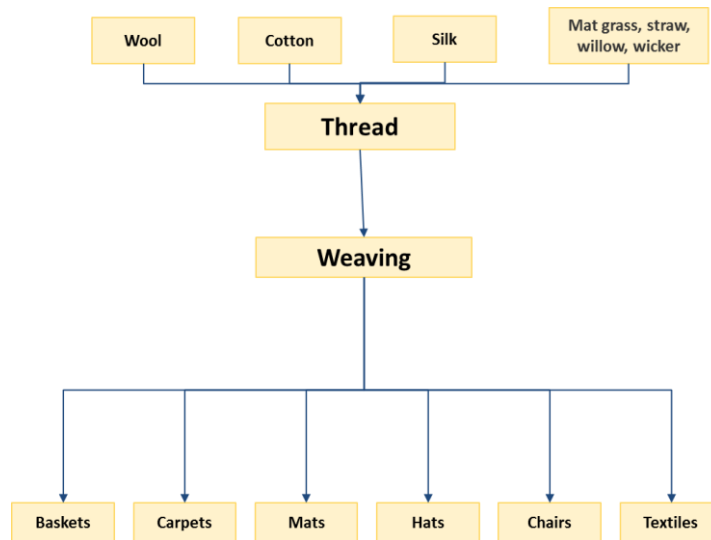 Wool
Cotton
Silk
Mat grass, straw,
willow, wicker
Thread
Weaving
Baskets
Carpets
Mats
Hats
Chairs
Textiles